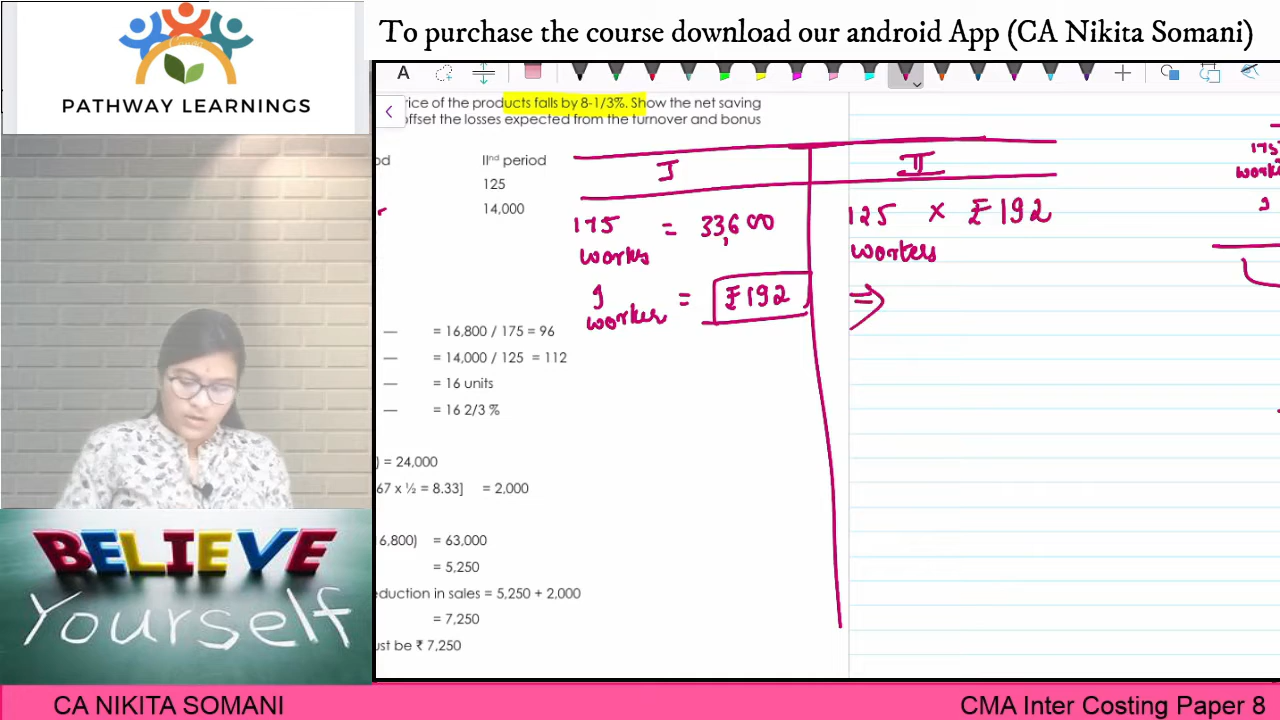 To purchase the course download our android App (CA Nikita Somani)
PATHWAY LEARNINGS
A
rice of the products falls by 8-1/3%. Show the net saving
offset the losses expected from the turnover and bonus
IInd period
125
14,000
I
II
175 = 33,600
workers
1 = ₹192
worker
125 × ₹192
workers
⇒
175
— = 16,800 / 175 = 96
— = 14,000 / 125 = 112
— = 16 units
— = 16 2/3 %
) = 24,000
67 x ½ = 8.33] = 2,000
6,800) = 63,000
= 5,250
eduction in sales = 5,250 + 2,000
= 7,250
ust be ₹ 7,250
BELIEVE
Yourself
CA NIKITA SOMANI
CMA Inter Costing Paper 8